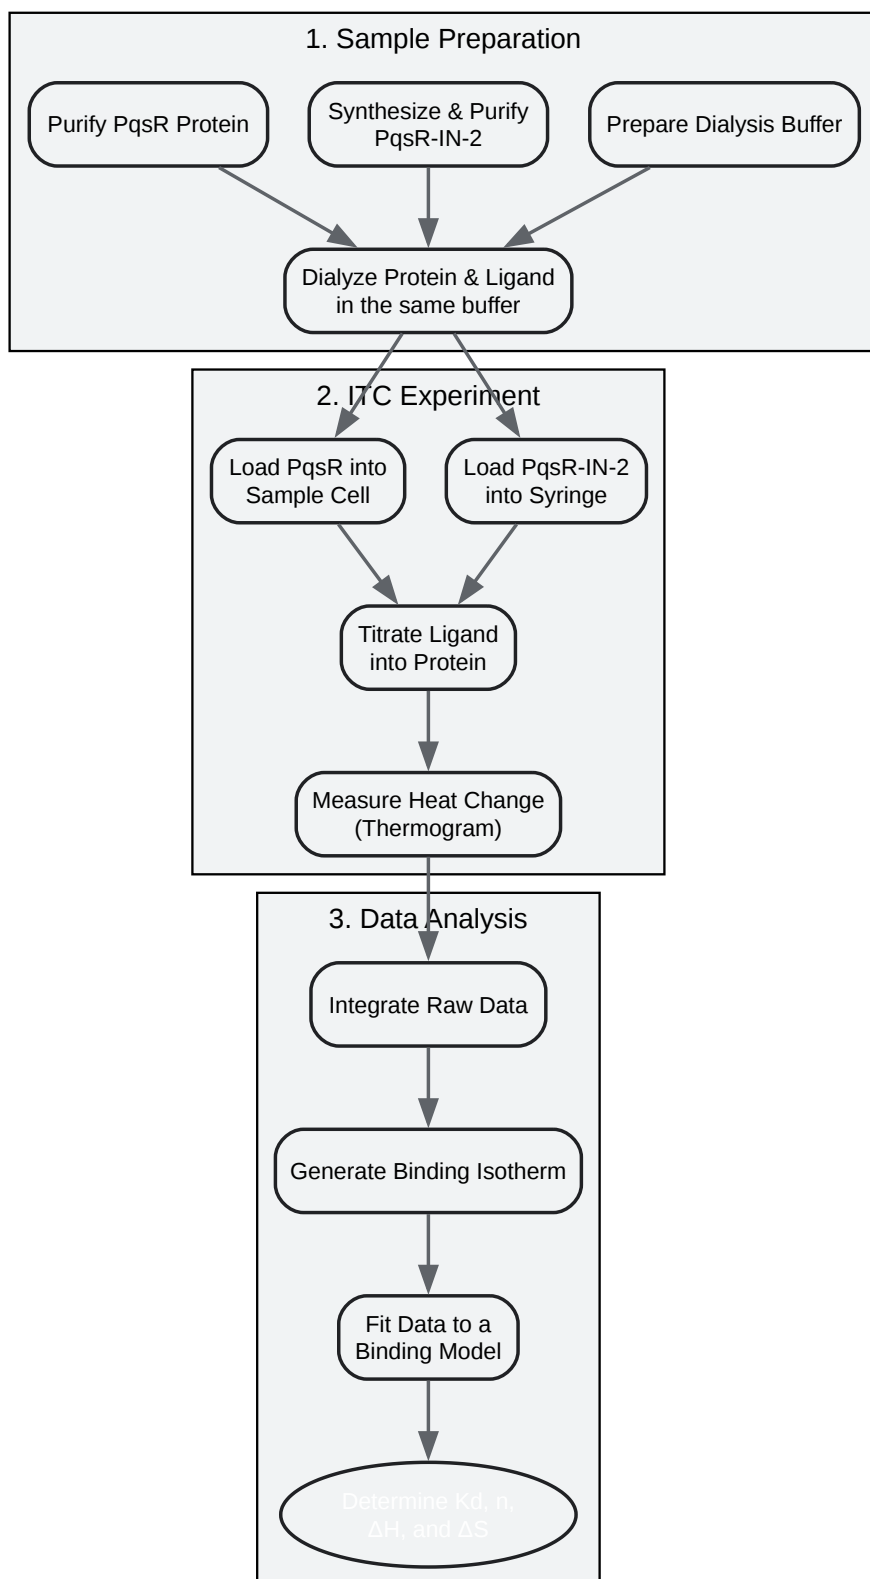 1. Sample Preparation
Purify PqsR Protein
Synthesize & Purify
PqsR-IN-2
Prepare Dialysis Buffer
Dialyze Protein & Ligand
in the same buffer
2. ITC Experiment
Load PqsR into
Sample Cell
Load PqsR-IN-2
into Syringe
Titrate Ligand
into Protein
Measure Heat Change
(Thermogram)
3. Data Analysis
Integrate Raw Data
Generate Binding Isotherm
Fit Data to a
Binding Model
Determine Kd, n,
ΔH, and ΔS